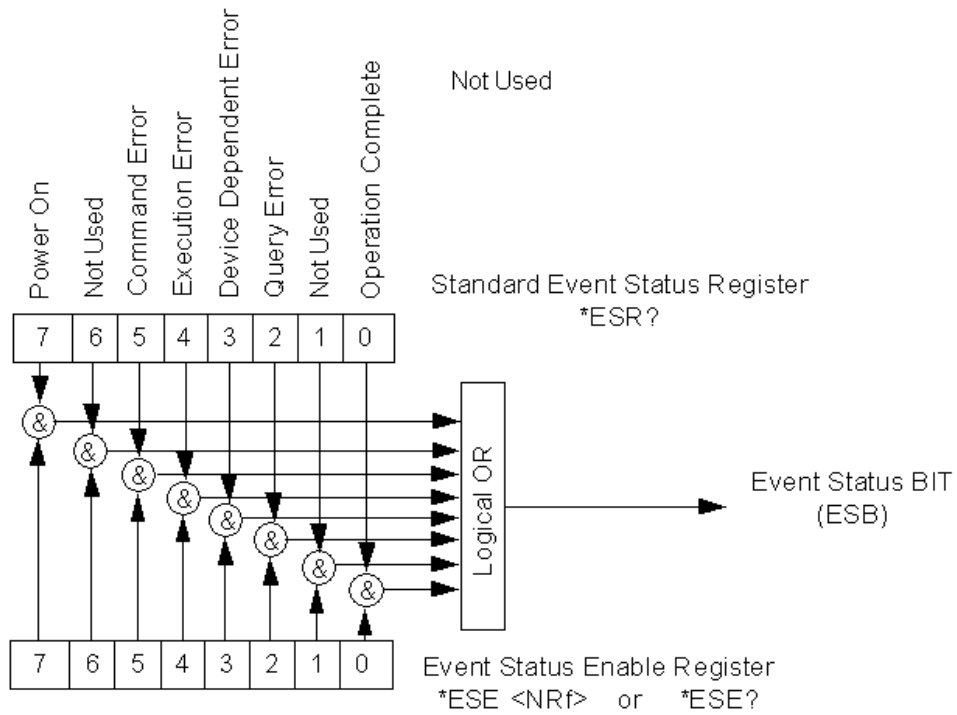 Not Used
Power On
Not Used
Command Error
Execution Error
Device Dependent Error
Query Error
Not Used
Operation Complete
Standard Event Status Register
*ESR?
7 6 5 4 3 2 1 0
&
&
&
&
&
&
&
&
Logical OR
Event Status BIT
(ESB)
7 6 5 4 3 2 1 0
Event Status Enable Register
*ESE <NRf> or *ESE?